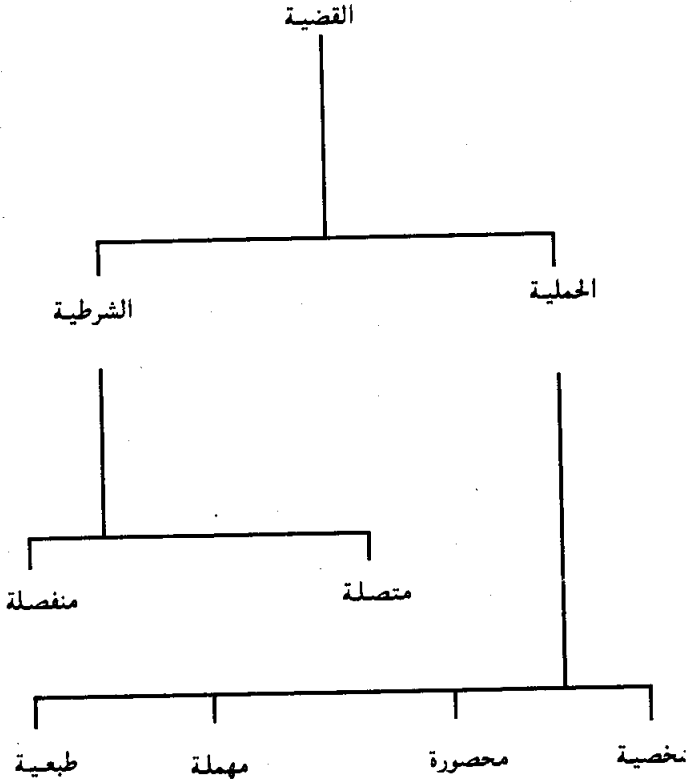 القضية
الحملية
الشرطية
متصلة
منفصلة
محصورة مهملة طبعية